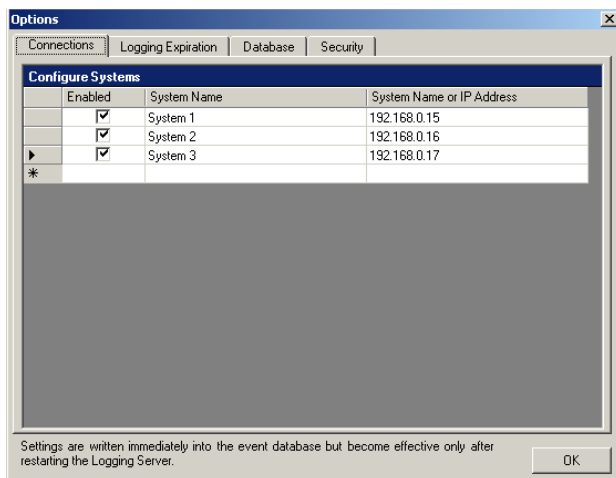 Options
Connections Logging Expiration Database Security
Configure Systems
Enabled System Name System Name or IP Address
System 1 192.168.0.15
System 2 192.168.0.16
System 3 192.168.0.17
Settings are written immediately into the event database but become effective only after
restarting the Logging Server.
OK